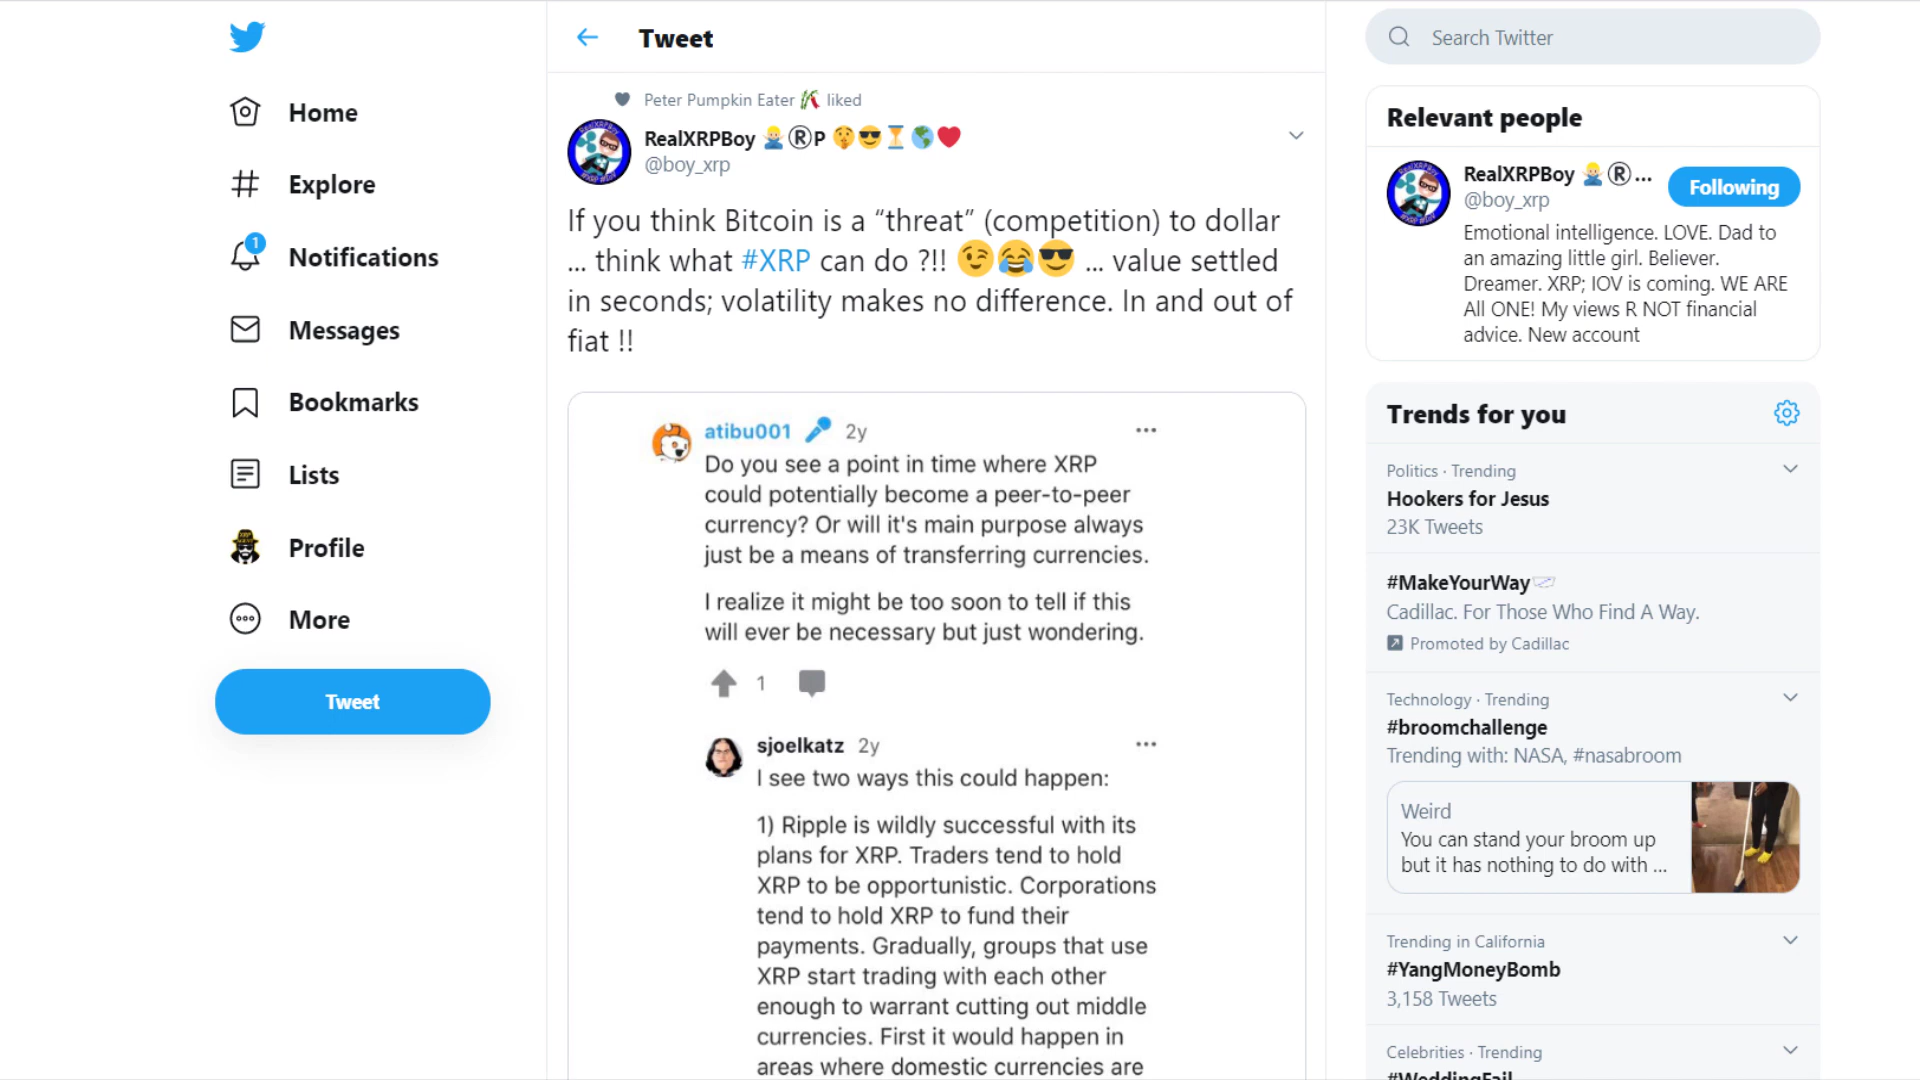 Home
Explore
1
Notifications
Messages
Bookmarks
Lists
Profile
More
Tweet
Tweet
Peter Pumpkin Eater liked
RealXRPBoy 🙅🏼‍♂️®️P 🤫😎⏳🌎❤️
@boy_xrp
If you think Bitcoin is a “threat” (competition) to dollar
... think what #XRP can do ?!! 😉😂😎 ... value settled
in seconds; volatility makes no difference. In and out of
fiat !!
atibu001 🎤 2y
Do you see a point in time where XRP
could potentially become a peer-to-peer
currency? Or will it's main purpose always
just be a means of transferring currencies.
I realize it might be too soon to tell if this
will ever be necessary but just wondering.
1
sjoelkatz 2y
I see two ways this could happen:
1) Ripple is wildly successful with its
plans for XRP. Traders tend to hold
XRP to be opportunistic. Corporations
tend to hold XRP to fund their
payments. Gradually, groups that use
XRP start trading with each other
enough to warrant cutting out middle
currencies. First it would happen in
areas where domestic currencies are
Search Twitter
Relevant people
RealXRPBoy 🙅🏼‍♂️®️...
@boy_xrp
Following
Emotional intelligence. LOVE. Dad to
an amazing little girl. Believer.
Dreamer. XRP; IOV is coming. WE ARE
All ONE! My views R NOT financial
advice. New account
Trends for you
Politics · Trending
Hookers for Jesus
23K Tweets
#MakeYourWay
Cadillac. For Those Who Find A Way.
Promoted by Cadillac
Technology · Trending
#broomchallenge
Trending with: NASA, #nasabroom
Weird
You can stand your broom up
but it has nothing to do with ...
Trending in California
#YangMoneyBomb
3,158 Tweets
Celebrities · Trending
#WeddingFail